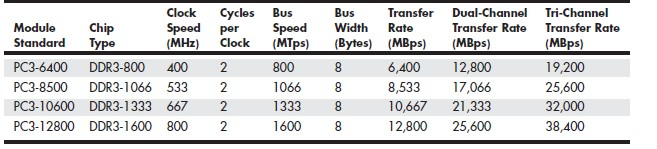 Clock Cycles Bus Bus Transfer Dual-Channel Tri-Channel
Module Chip Speed per Speed Width Rate Transfer Rate Transfer Rate
Standard Type (MHz) Clock (MTps) (Bytes) (MBps) (MBps) (MBps)
PC3-6400 DDR3-800 400 2 800 8 6,400 12,800 19,200
PC3-8500 DDR3-1066 533 2 1066 8 8,533 17,066 25,600
PC3-10600 DDR3-1333 667 2 1333 8 10,667 21,333 32,000
PC3-12800 DDR3-1600 800 2 1600 8 12,800 25,600 38,400